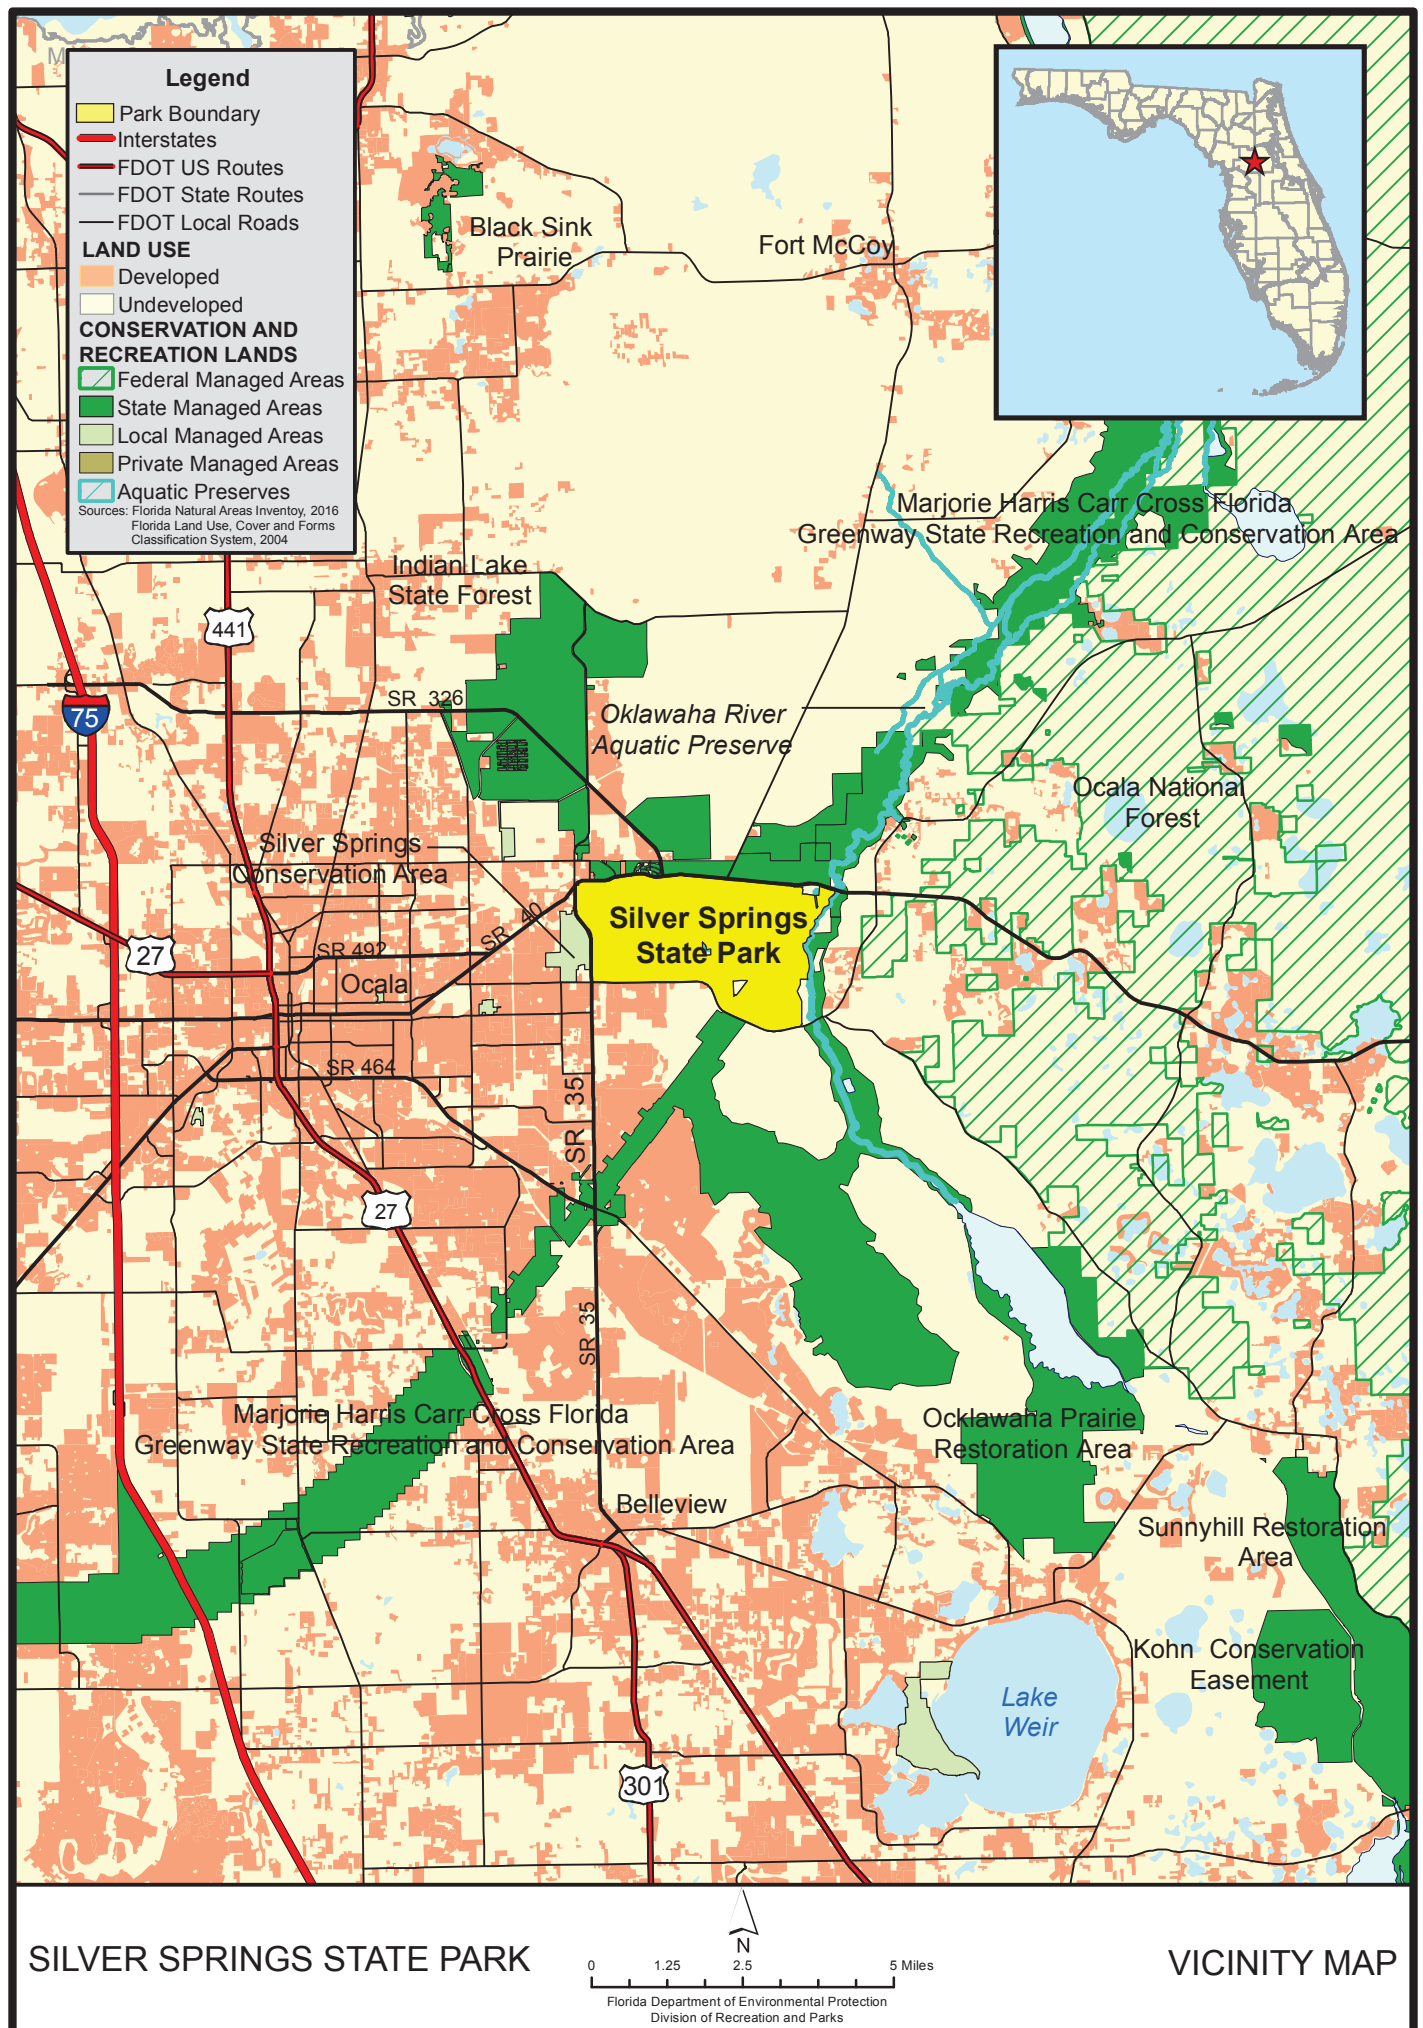 M
Legend
Park Boundary
Interstates
FDOT US Routes
FDOT State Routes
FDOT Local Roads
LAND USE
Developed
Undeveloped
CONSERVATION AND
RECREATION LANDS
Federal Managed Areas
State Managed Areas
Local Managed Areas
Private Managed Areas
Aquatic Preserves
Sources: Florida Natural Areas Inventoy, 2016
Florida Land Use, Cover and Forms
Classification System, 2004
Black Sink
Prairie
Fort McCoy
Marjorie Harris Carr Cross Florida
Greenway State Recreation and Conservation Area
Indian Lake
State Forest
441
SR 326
75
Oklawaha River
Aquatic Preserve
Ocala National
Forest
Silver Springs
Conservation Area
Silver Springs
State Park
SR 40
SR 492
27
Ocala
SR 464
SR 35
27
SR 35
Marjorie Harris Carr Cross Florida
Greenway State Recreation and Conservation Area
Ocklawaha Prairie
Restoration Area
Belleview
Sunnyhill Restoration
Area
Kohn Conservation
Easement
Lake
Weir
301
SILVER SPRINGS STATE PARK
N
0 1.25 2.5 5 Miles
Florida Department of Environmental Protection
Division of Recreation and Parks
VICINITY MAP